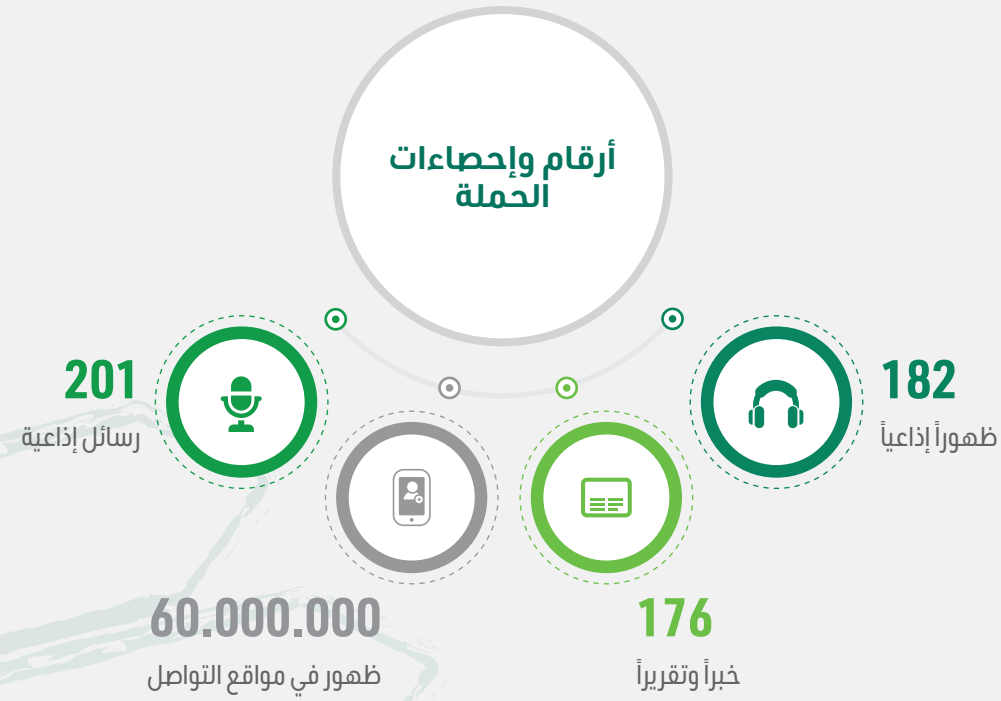 أرقام وإحصاءات
الحملة
182
ظهوراً إذاعياً
176
خبراً وتقريراً
60.000.000
ظهور في مواقع التواصل
201
رسائل إذاعية